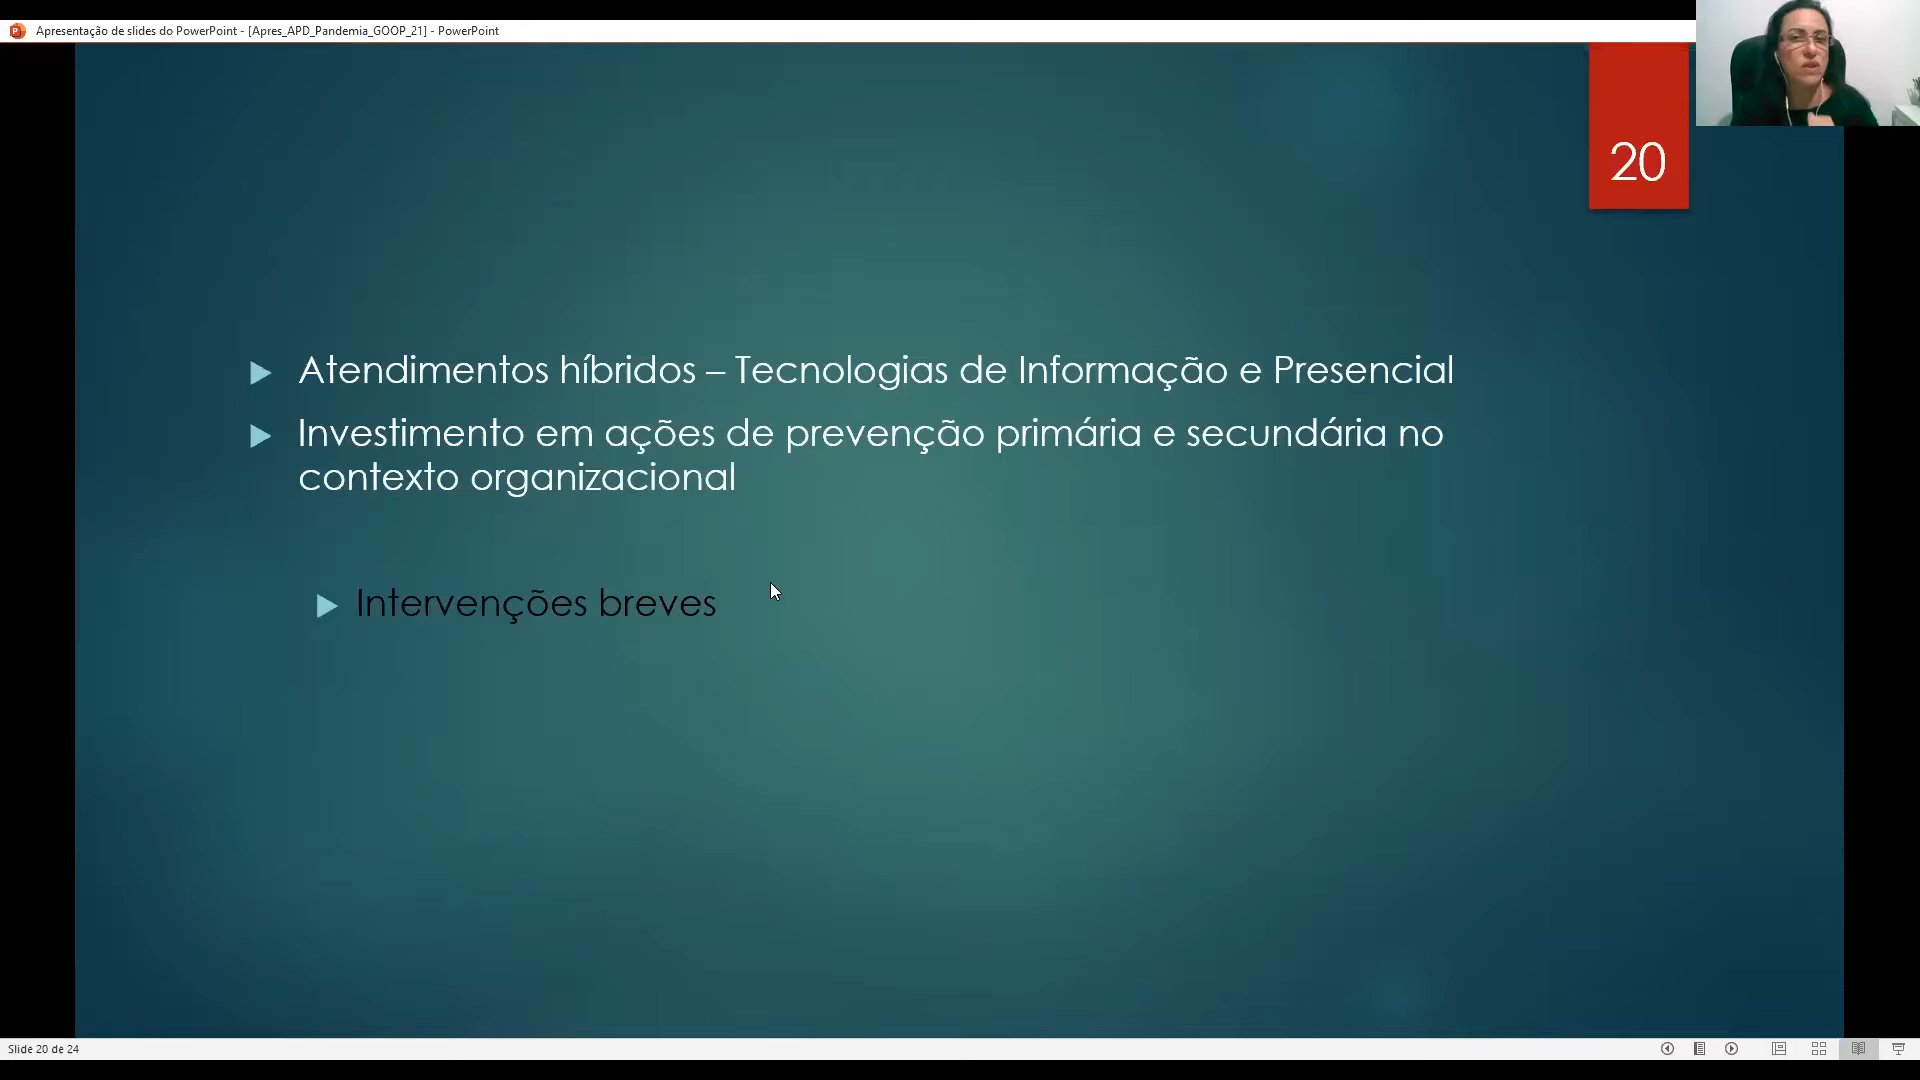 Apresentação de slides do PowerPoint - [Apres_APD_Pandemia_GOOP_21] - PowerPoint
20
Atendimentos híbridos – Tecnologias de Informação e Presencial
Investimento em ações de prevenção primária e secundária no
contexto organizacional
Intervenções breves
Slide 20 de 24